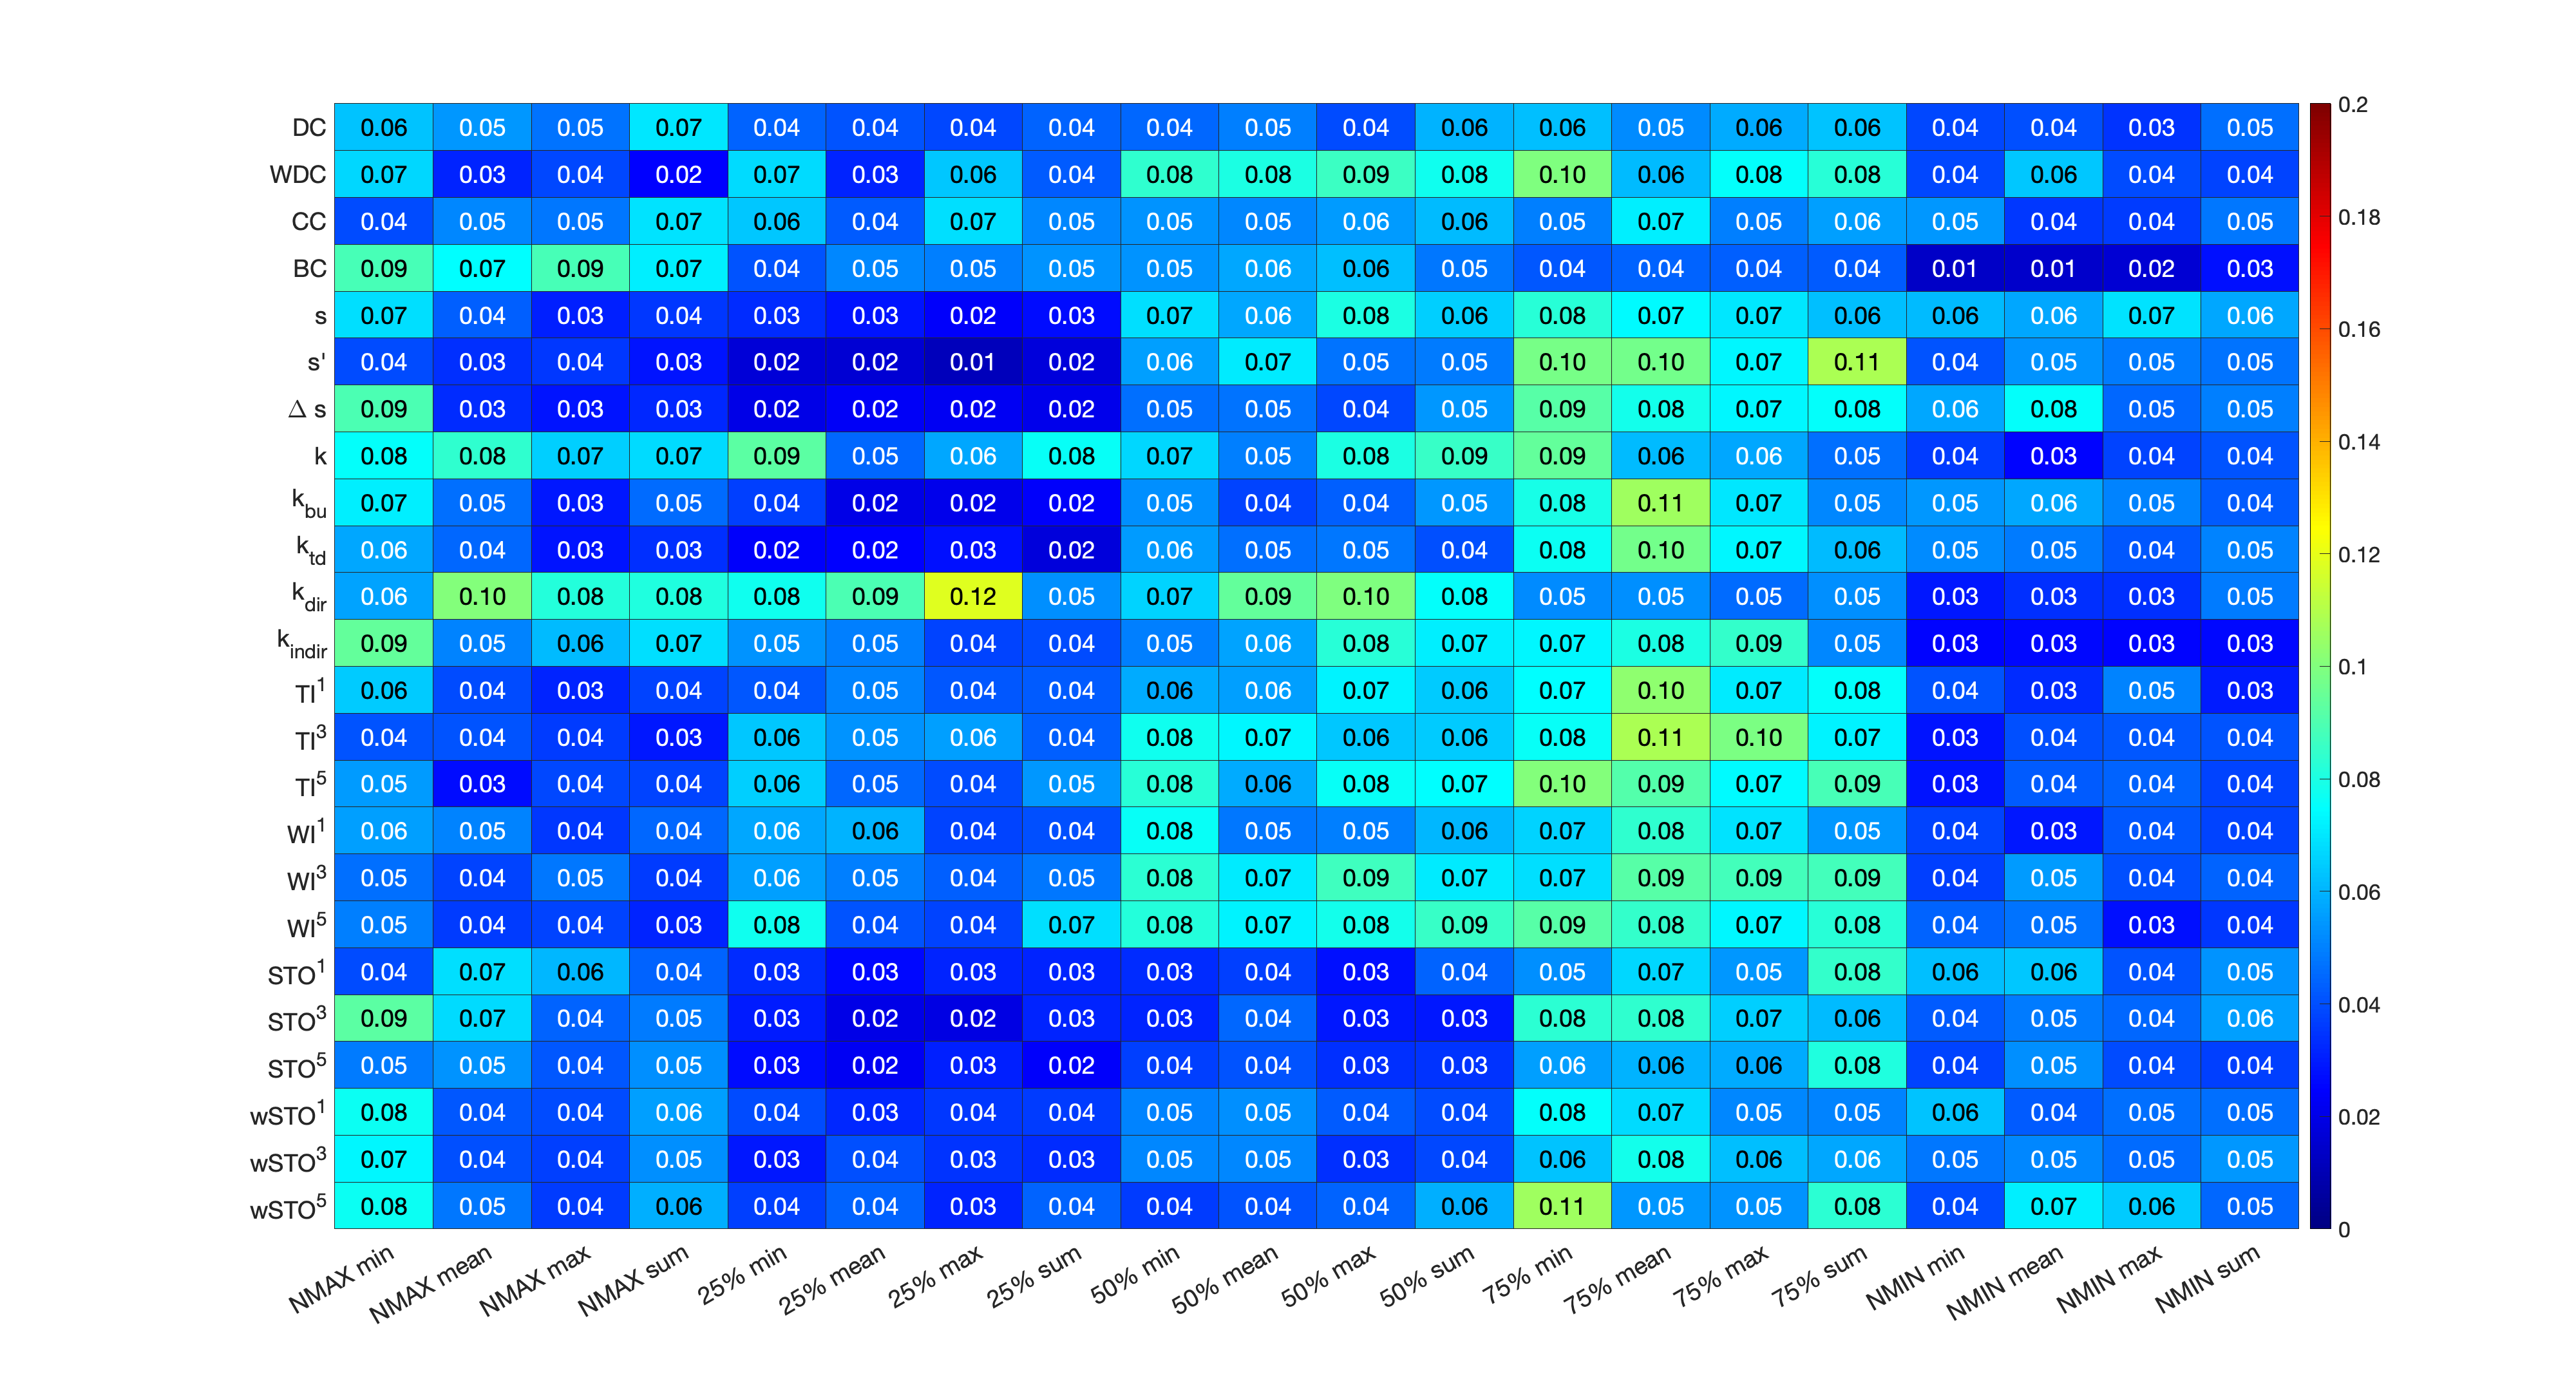 DC 0.06 0.05 0.05 0.07 0.04 0.04 0.04 0.04 0.04 0.05 0.04 0.06 0.06 0.05 0.06 0.06 0.04 0.04 0.03 0.05
WDC 0.07 0.03 0.04 0.02 0.07 0.03 0.06 0.04 0.08 0.08 0.09 0.08 0.10 0.06 0.08 0.08 0.04 0.06 0.04 0.04
CC 0.04 0.05 0.05 0.07 0.06 0.04 0.07 0.05 0.05 0.05 0.06 0.06 0.05 0.07 0.05 0.06 0.05 0.04 0.04 0.05
BC 0.09 0.07 0.09 0.07 0.04 0.05 0.05 0.05 0.05 0.06 0.06 0.05 0.04 0.04 0.04 0.04 0.01 0.01 0.02 0.03
s 0.07 0.04 0.03 0.04 0.03 0.03 0.02 0.03 0.07 0.06 0.08 0.06 0.08 0.07 0.07 0.06 0.06 0.06 0.07 0.06
s' 0.04 0.03 0.04 0.03 0.02 0.02 0.01 0.02 0.06 0.07 0.05 0.05 0.10 0.10 0.07 0.11 0.04 0.05 0.05 0.05
Δ s 0.09 0.03 0.03 0.03 0.02 0.02 0.02 0.02 0.05 0.05 0.04 0.05 0.09 0.08 0.07 0.08 0.06 0.08 0.05 0.05
k 0.08 0.08 0.07 0.07 0.09 0.05 0.06 0.08 0.07 0.05 0.08 0.09 0.09 0.06 0.06 0.05 0.04 0.03 0.04 0.04
k_bu 0.07 0.05 0.03 0.05 0.04 0.02 0.02 0.02 0.05 0.04 0.04 0.05 0.08 0.11 0.07 0.05 0.05 0.06 0.05 0.04
k_td 0.06 0.04 0.03 0.03 0.02 0.02 0.03 0.02 0.06 0.05 0.05 0.04 0.08 0.10 0.07 0.06 0.05 0.05 0.04 0.05
k_dir 0.06 0.10 0.08 0.08 0.08 0.09 0.12 0.05 0.07 0.09 0.10 0.08 0.05 0.05 0.05 0.05 0.03 0.03 0.03 0.05
k_indir 0.09 0.05 0.06 0.07 0.05 0.05 0.04 0.04 0.05 0.06 0.08 0.07 0.07 0.08 0.09 0.05 0.03 0.03 0.03 0.03
TI^1 0.06 0.04 0.03 0.04 0.04 0.05 0.04 0.04 0.06 0.06 0.07 0.06 0.07 0.10 0.07 0.08 0.04 0.03 0.05 0.03
TI^3 0.04 0.04 0.04 0.03 0.06 0.05 0.06 0.04 0.08 0.07 0.06 0.06 0.08 0.11 0.10 0.07 0.03 0.04 0.04 0.04
TI^5 0.05 0.03 0.04 0.04 0.06 0.05 0.04 0.05 0.08 0.06 0.08 0.07 0.10 0.09 0.07 0.09 0.03 0.04 0.04 0.04
WI^1 0.06 0.05 0.04 0.04 0.06 0.06 0.04 0.04 0.08 0.05 0.05 0.06 0.07 0.08 0.07 0.05 0.04 0.03 0.04 0.04
WI^3 0.05 0.04 0.05 0.04 0.06 0.05 0.04 0.05 0.08 0.07 0.09 0.07 0.07 0.09 0.09 0.09 0.04 0.05 0.04 0.04
WI^5 0.05 0.04 0.04 0.03 0.08 0.04 0.04 0.07 0.08 0.07 0.08 0.09 0.09 0.08 0.07 0.08 0.04 0.05 0.03 0.04
STO^1 0.04 0.07 0.06 0.04 0.03 0.03 0.03 0.03 0.03 0.04 0.03 0.04 0.05 0.07 0.05 0.08 0.06 0.06 0.04 0.05
STO^3 0.09 0.07 0.04 0.05 0.03 0.02 0.02 0.03 0.03 0.04 0.03 0.03 0.08 0.08 0.07 0.06 0.04 0.05 0.04 0.06
STO^5 0.05 0.05 0.04 0.05 0.03 0.02 0.03 0.02 0.04 0.04 0.03 0.03 0.06 0.06 0.06 0.08 0.04 0.05 0.04 0.04
wSTO^1 0.08 0.04 0.04 0.06 0.04 0.03 0.04 0.04 0.05 0.05 0.04 0.04 0.08 0.07 0.05 0.05 0.06 0.04 0.05 0.05
wSTO^3 0.07 0.04 0.04 0.05 0.03 0.04 0.03 0.03 0.05 0.05 0.03 0.04 0.06 0.08 0.06 0.06 0.05 0.05 0.05 0.05
wSTO^5 0.08 0.05 0.04 0.06 0.04 0.04 0.03 0.04 0.04 0.04 0.04 0.06 0.11 0.05 0.05 0.08 0.04 0.07 0.06 0.05
NMAX min NMAX mean NMAX max NMAX sum 25% min 25% mean 25% max 25% sum 50% min 50% mean 50% max 50% sum 75% min 75% mean 75% max 75% sum NMIN min NMIN mean NMIN max NMIN sum
0.2
0.18
0.16
0.14
0.12
0.1
0.08
0.06
0.04
0.02
0